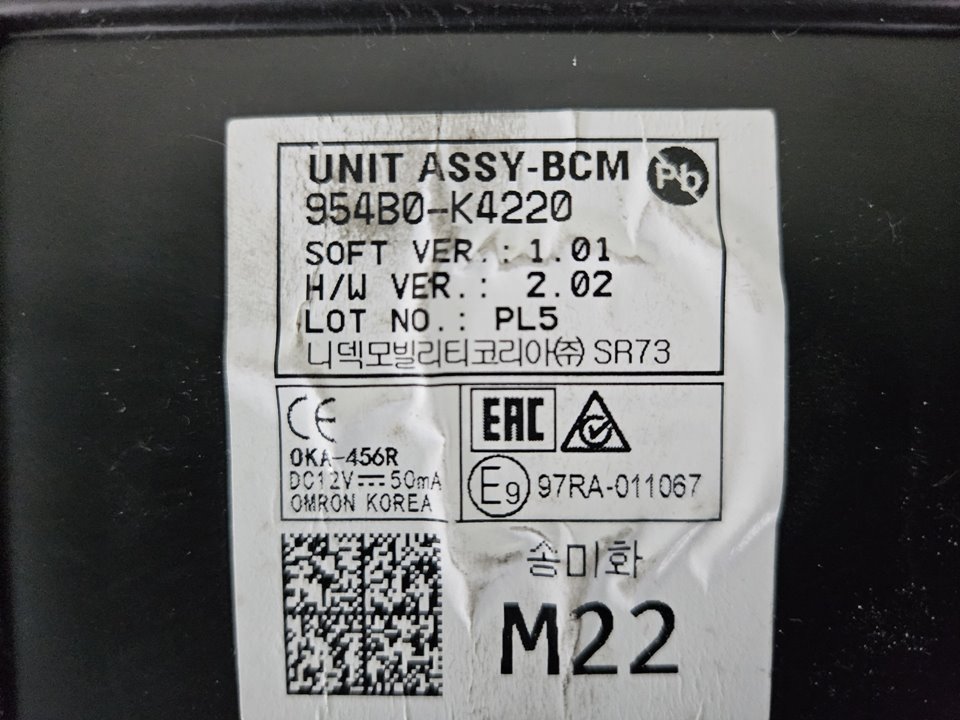 UNIT ASSY-BCM Pb
954B0-K4220
SOFT VER.: 1.01
H/W VER.: 2.02
LOT NO.: PL5
니덱모빌리티코리아㈜ SR73
CE
OKA-456R
DC12V⎓50mA
OMRON KOREA
EAC
E9 97RA-011067
송미화
M22